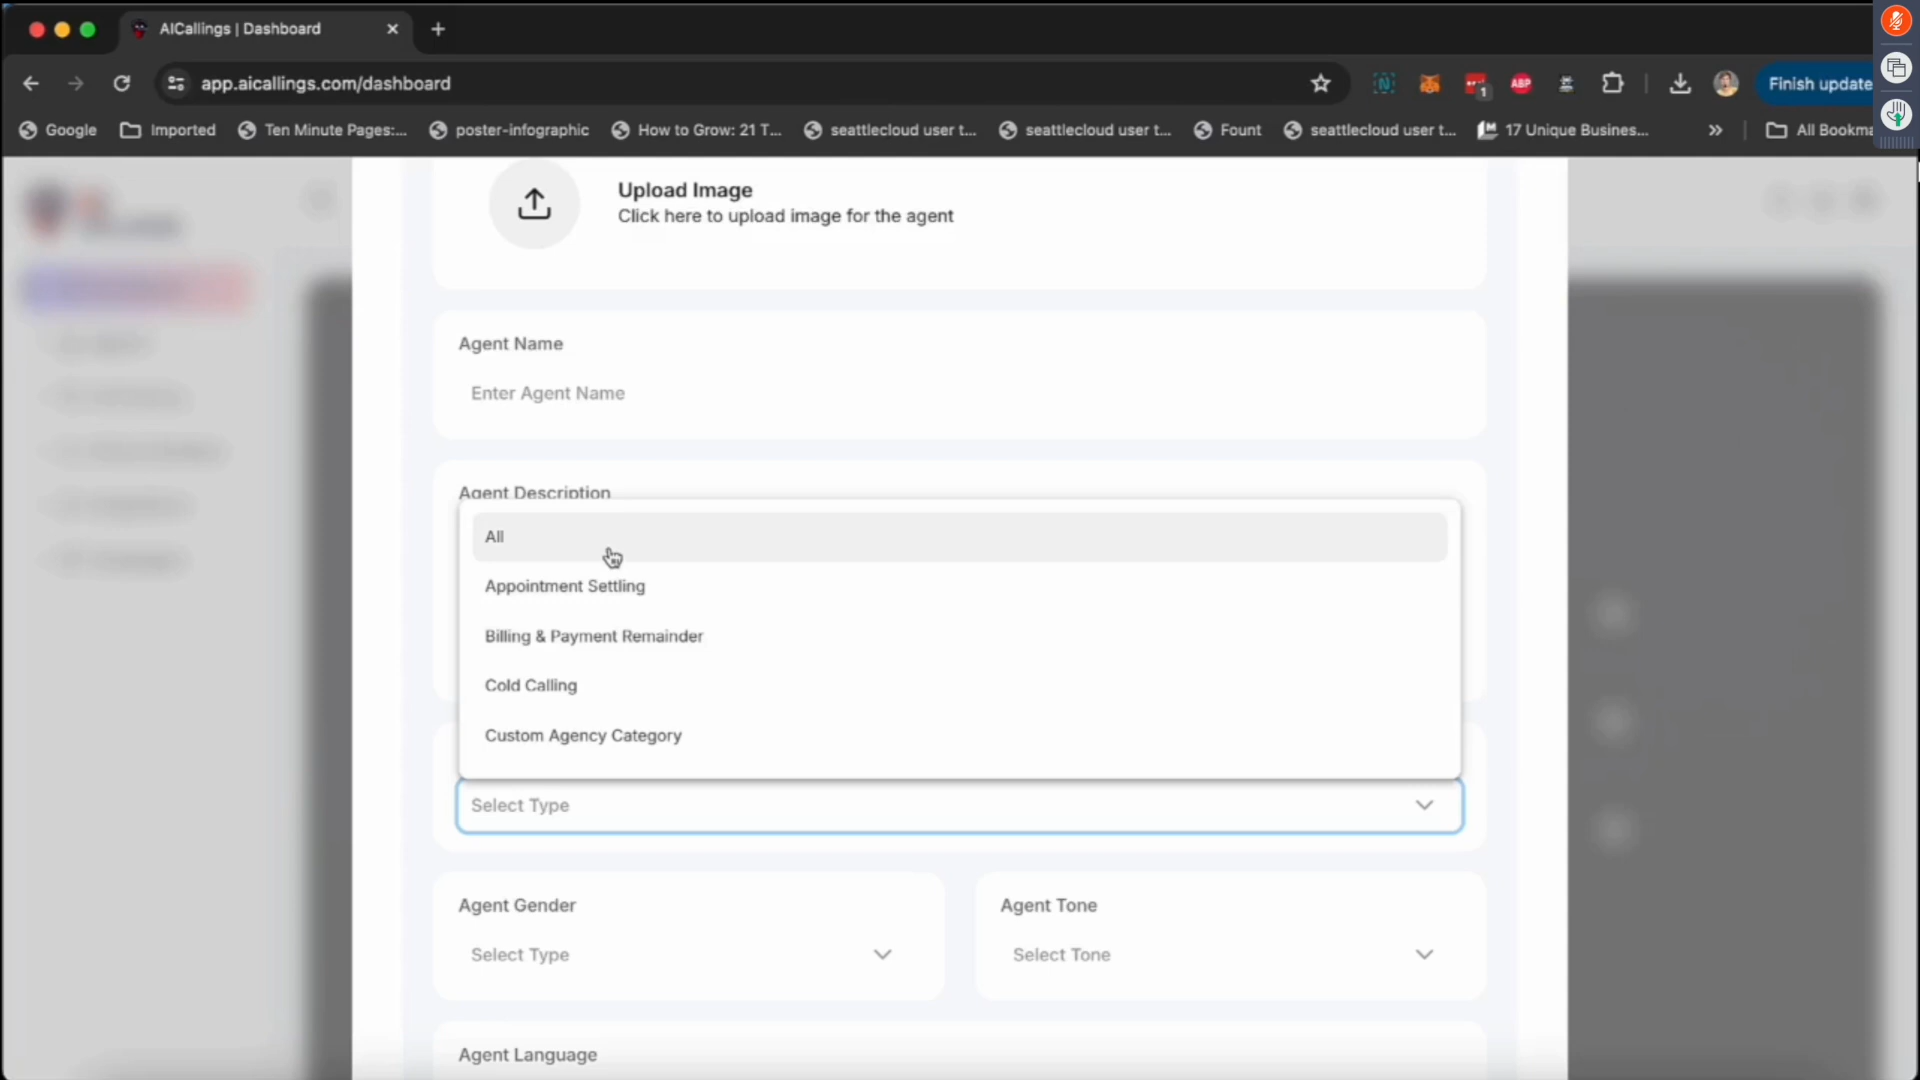 AICallings | Dashboard
app.aicallings.com/dashboard
1
ABP
Finish update
Google
Imported
Ten Minute Pages:...
poster-infographic
How to Grow: 21 T...
seattlecloud user t...
seattlecloud user t...
Fount
seattlecloud user t...
17 Unique Busines...
All Bookma
Upload Image
Click here to upload image for the agent
Agent Name
Enter Agent Name
Agent Description
All
Appointment Settling
Billing & Payment Remainder
Cold Calling
Custom Agency Category
Select Type
Agent Gender
Agent Tone
Select Type
Select Tone
Agent Language